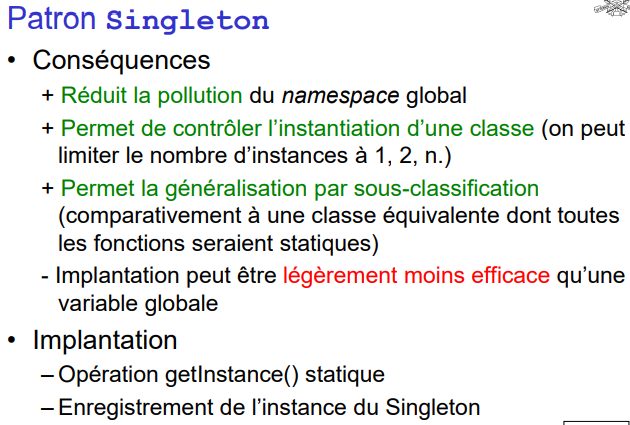 Patron Singleton
• Conséquences
+ Réduit la pollution du namespace global
+ Permet de contrôler l'instantiation d'une classe (on peut
limiter le nombre d'instances à 1, 2, n.)
+ Permet la généralisation par sous-classification
(comparativement à une classe équivalente dont toutes
les fonctions seraient statiques)
- Implantation peut être légèrement moins efficace qu'une
variable globale
• Implantation
– Opération getInstance() statique
– Enregistrement de l'instance du Singleton